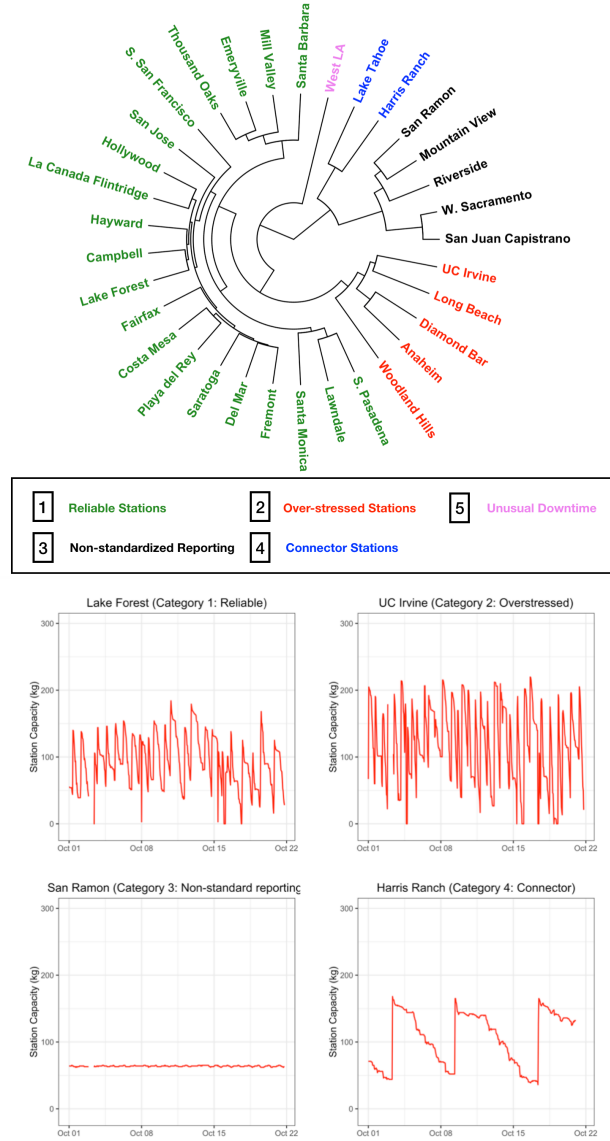 Santa Barbara
Mill Valley
Emeryville
Thousand Oaks
S. San Francisco
San Jose
Hollywood
La Canada Flintridge
Hayward
Campbell
Lake Forest
Fairfax
Costa Mesa
Playa del Rey
Saratoga
Del Mar
Fremont
Santa Monica
Lawndale
S. Pasadena
Woodland Hills
Anaheim
Diamond Bar
Long Beach
UC Irvine
San Juan Capistrano
W. Sacramento
Riverside
Mountain View
San Ramon
Harris Ranch
Lake Tahoe
West LA
1 Reliable Stations 2 Over-stressed Stations 5 Unusual Downtime
3 Non-standardized Reporting 4 Connector Stations
Lake Forest (Category 1: Reliable)
Station Capacity (kg)
300
200
100
0
Oct 01 Oct 08 Oct 15 Oct 22
UC Irvine (Category 2: Overstressed)
Station Capacity (kg)
300
200
100
0
Oct 01 Oct 08 Oct 15 Oct 22
San Ramon (Category 3: Non-standard reporting
Station Capacity (kg)
300
200
100
0
Oct 01 Oct 08 Oct 15 Oct 22
Harris Ranch (Category 4: Connector)
Station Capacity (kg)
300
200
100
0
Oct 01 Oct 08 Oct 15 Oct 22